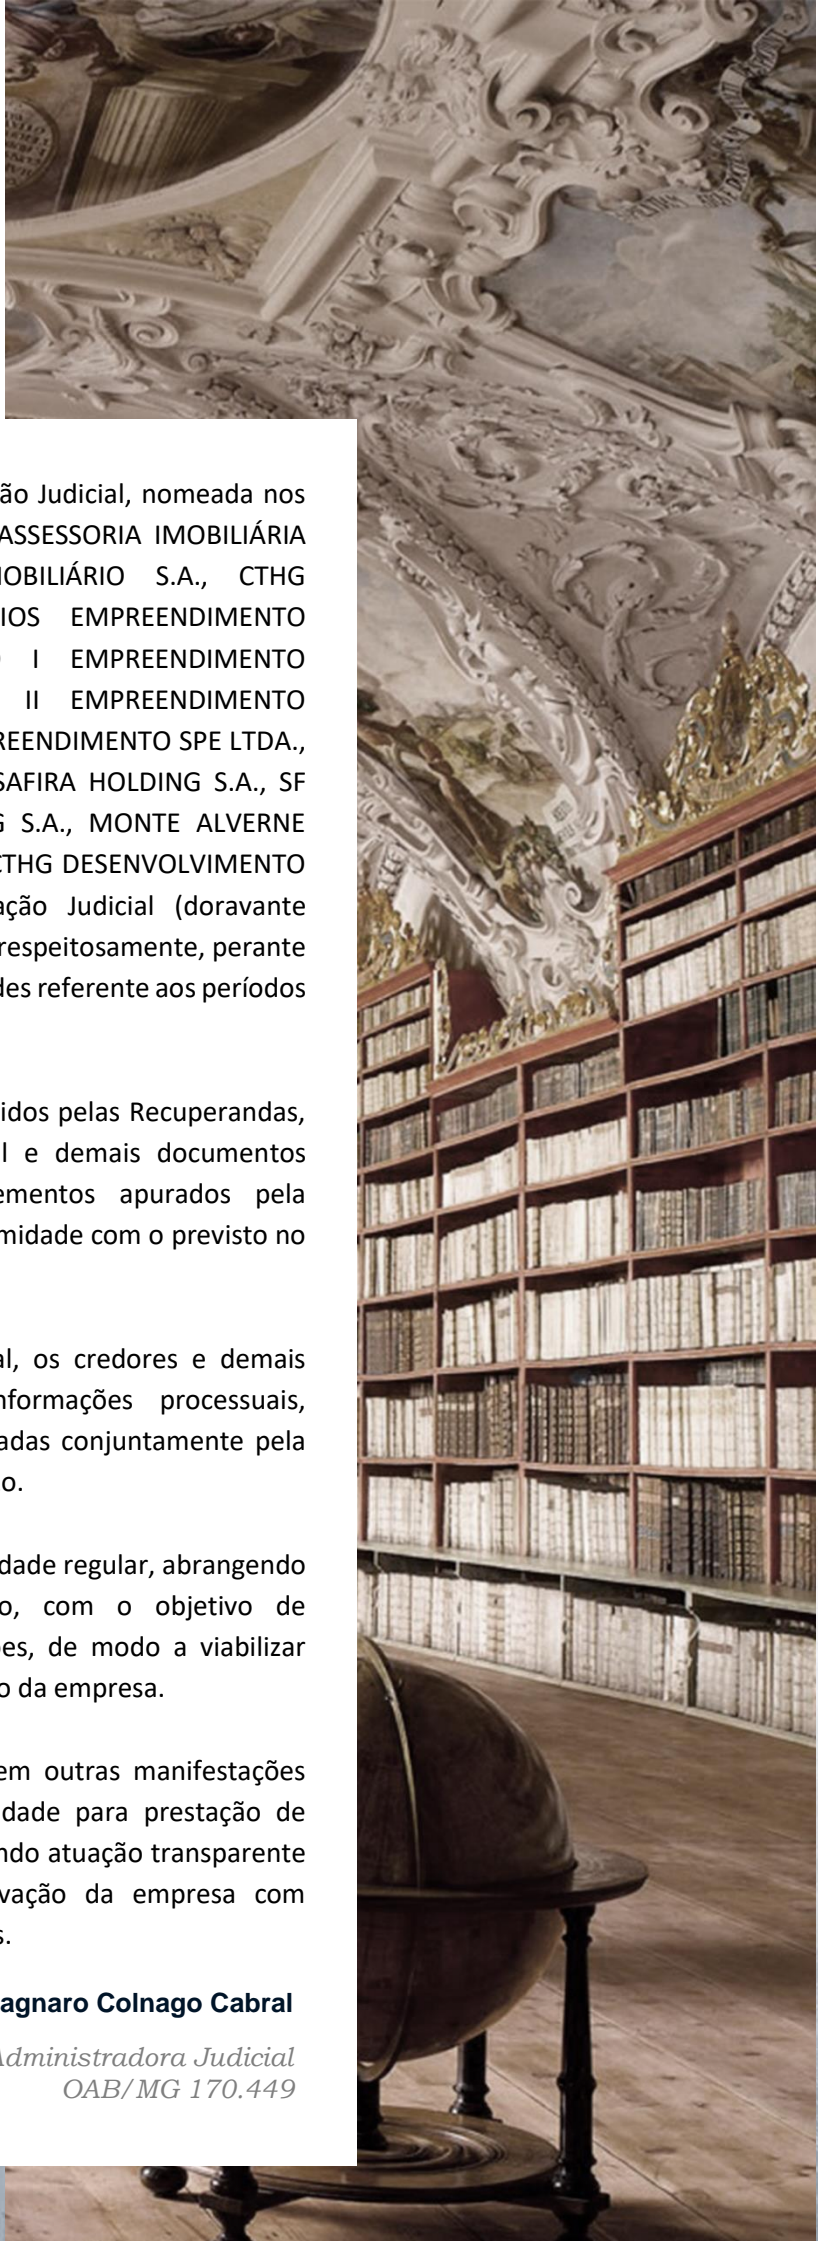 ão Judicial, nomeada nos
ASSESSORIA IMOBILIÁRIA
OBILIÁRIO S.A., CTHG
IOS EMPREENDIMENTO
I EMPREENDIMENTO
II EMPREENDIMENTO
REENDIMENTO SPE LTDA.,
SAFIRA HOLDING S.A., SF
G S.A., MONTE ALVERNE
CTHG DESENVOLVIMENTO
ação Judicial (doravante
respeitosamente, perante
des referente aos períodos
idos pelas Recuperandas,
l e demais documentos
ementos apurados pela
midade com o previsto no
al, os credores e demais
nformações processuais,
adas conjuntamente pela
o.
dade regular, abrangendo
o, com o objetivo de
es, de modo a viabilizar
o da empresa.
em outras manifestações
dade para prestação de
ndo atuação transparente
vação da empresa com
s.
agnaro Colnago Cabral
Administradora Judicial
OAB/MG 170.449